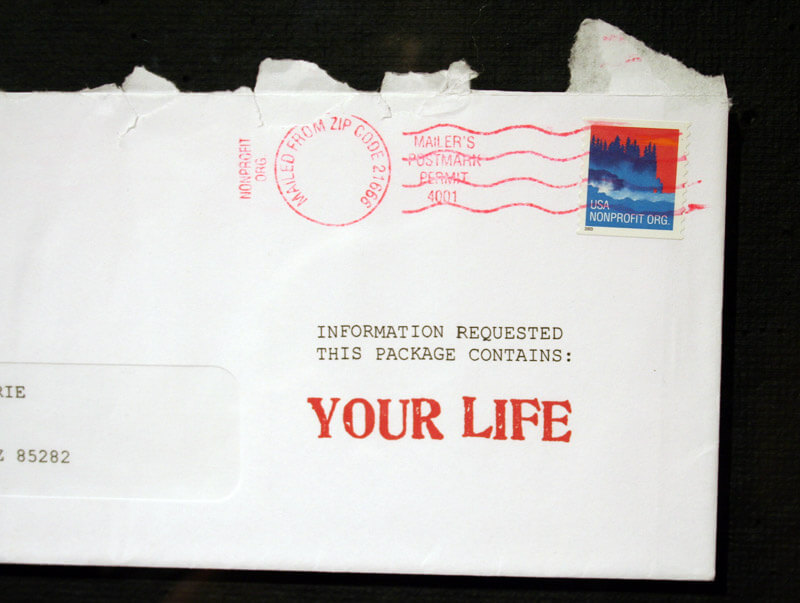 NONPROFIT
ORG
MAILED FROM ZIP CODE 21666
MAILER'S
POSTMARK
PERMIT
4001
USA
NONPROFIT ORG.
INFORMATION REQUESTED
THIS PACKAGE CONTAINS:
YOUR LIFE
RIE
Z 85282